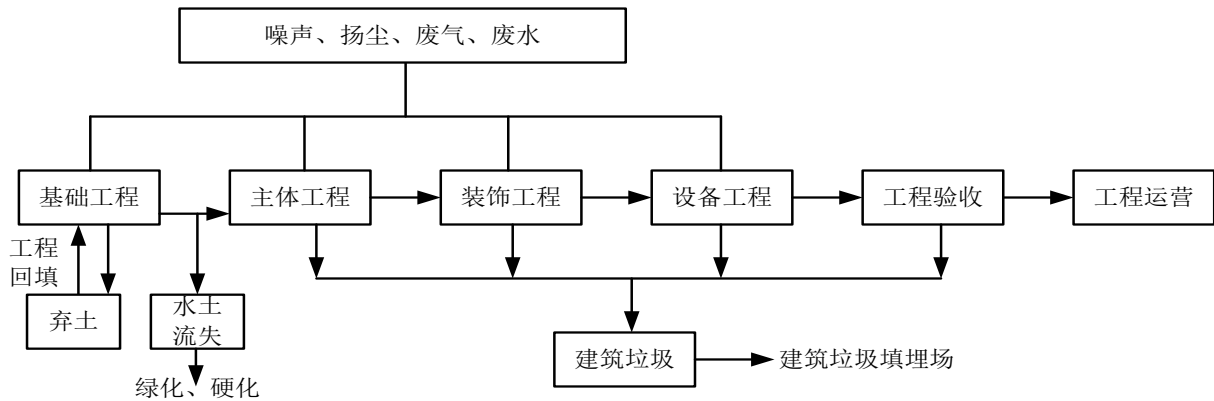 噪声、扬尘、废气、废水
基础工程
主体工程
装饰工程
设备工程
工程验收
工程运营
工程
回填
弃土
水土
流失
建筑垃圾
建筑垃圾填埋场
绿化、硬化